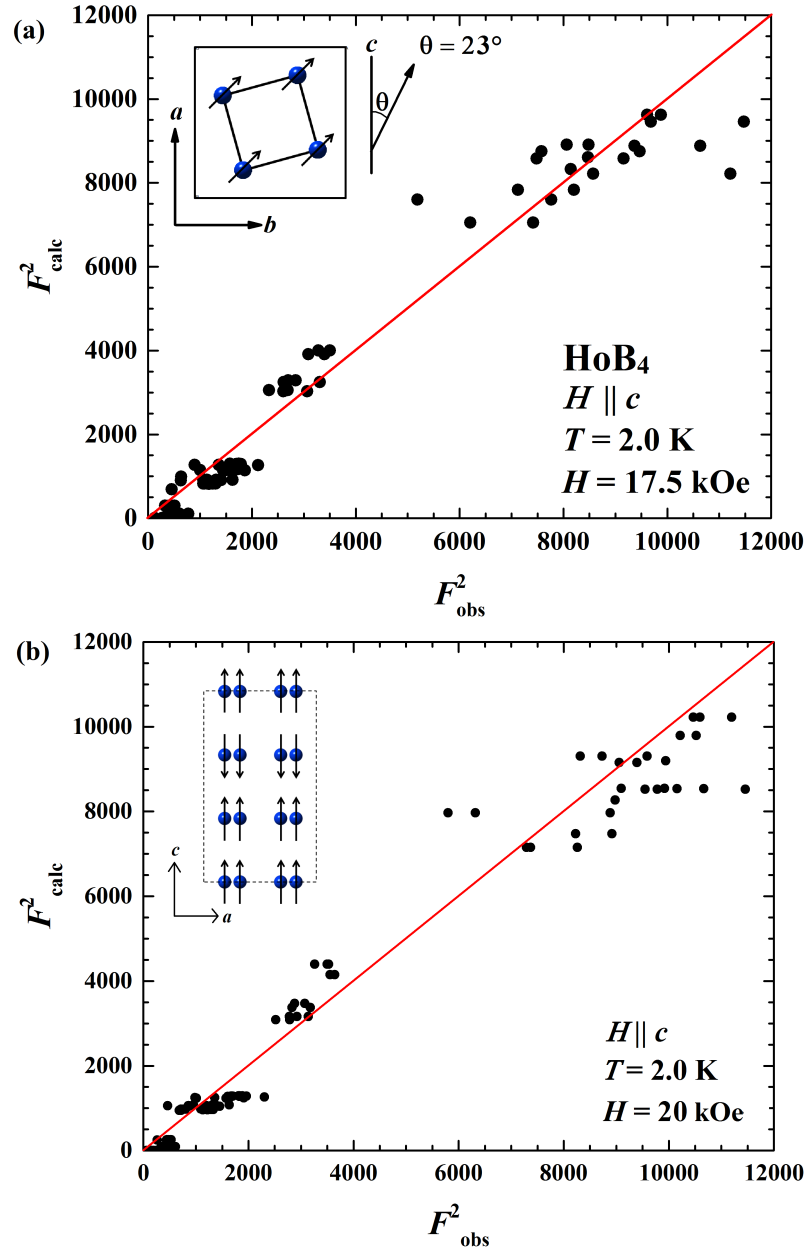 (a)
12000
10000
8000
6000
4000
2000
0
F²calc
a
b
c
θ = 23°
θ
HoB₄
H || c
T = 2.0 K
H = 17.5 kOe
0 2000 4000 6000 8000 10000 12000
F²obs
(b)
12000
10000
8000
6000
4000
2000
0
F²calc
c
a
H || c
T = 2.0 K
H = 20 kOe
0 2000 4000 6000 8000 10000 12000
F²obs